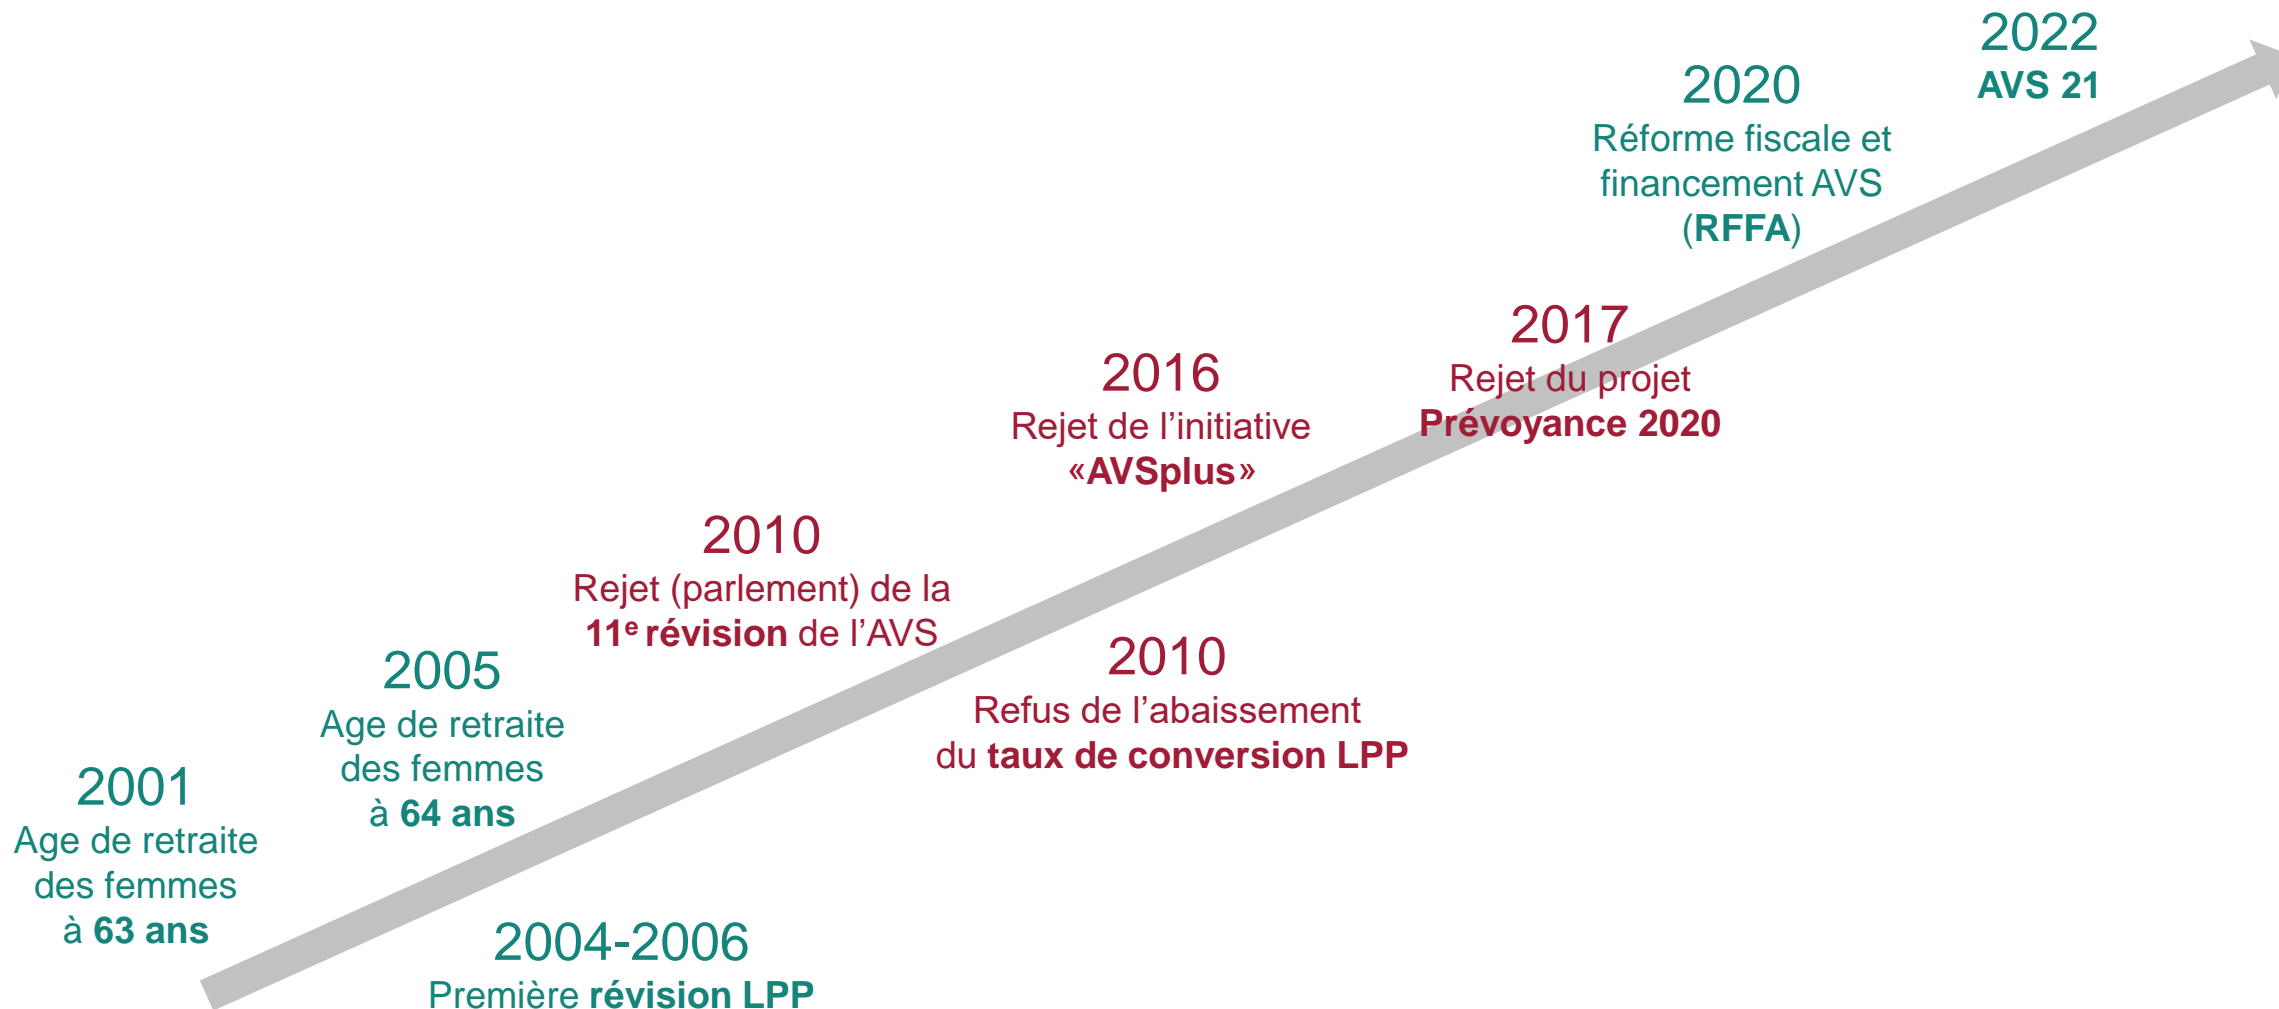 2001
Age de retraite
des femmes
à 63 ans
2004-2006
Première révision LPP
2005
Age de retraite
des femmes
à 64 ans
2010
Rejet (parlement) de la
11e révision de l’AVS
2010
Refus de l’abaissement
du taux de conversion LPP
2016
Rejet de l’initiative
«AVSplus»
2017
Rejet du projet
Prévoyance 2020
2020
Réforme fiscale et
financement AVS
(RFFA)
2022
AVS 21